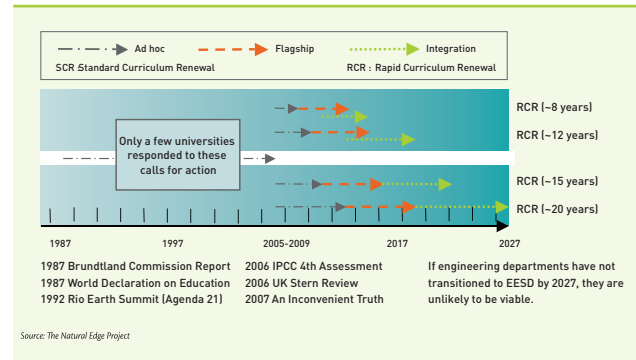 Ad hoc Flagship Integration
SCR :Standard Curriculum Renewal RCR : Rapid Curriculum Renewal
RCR (~8 years)
RCR (~12 years)
Only a few universities
responded to these
calls for action
RCR (~15 years)
RCR (~20 years)
1987 1997 2005-2009 2017 2027
1987 Brundtland Commission Report
1987 World Declaration on Education
1992 Rio Earth Summit (Agenda 21)
2006 IPCC 4th Assessment
2006 UK Stern Review
2007 An Inconvenient Truth
If engineering departments have not
transitioned to EESD by 2027, they are
unlikely to be viable.
Source: The Natural Edge Project